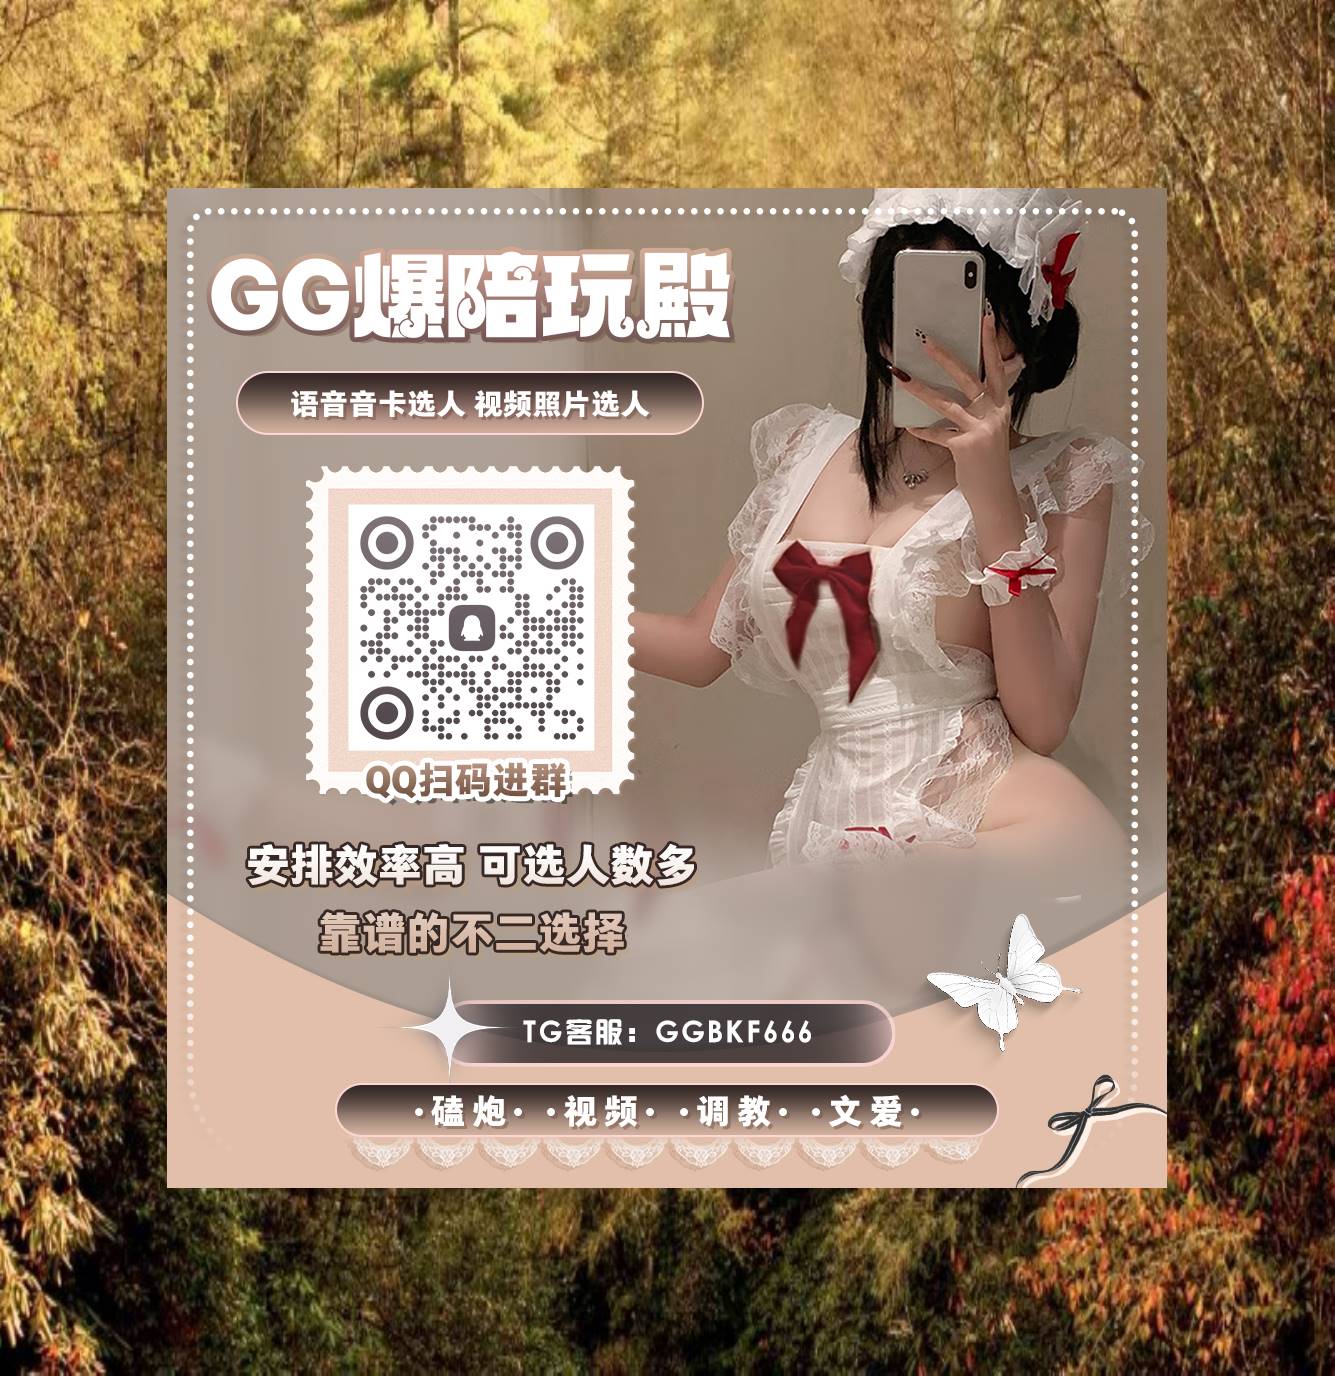 GG爆陪玩殿
语音音卡选人 视频照片选人
QQ扫码进群
安排效率高 可选人数多
靠谱的不二选择
TG客服：GGBKF666
·磕炮· ·视频· ·调教· ·文爱·